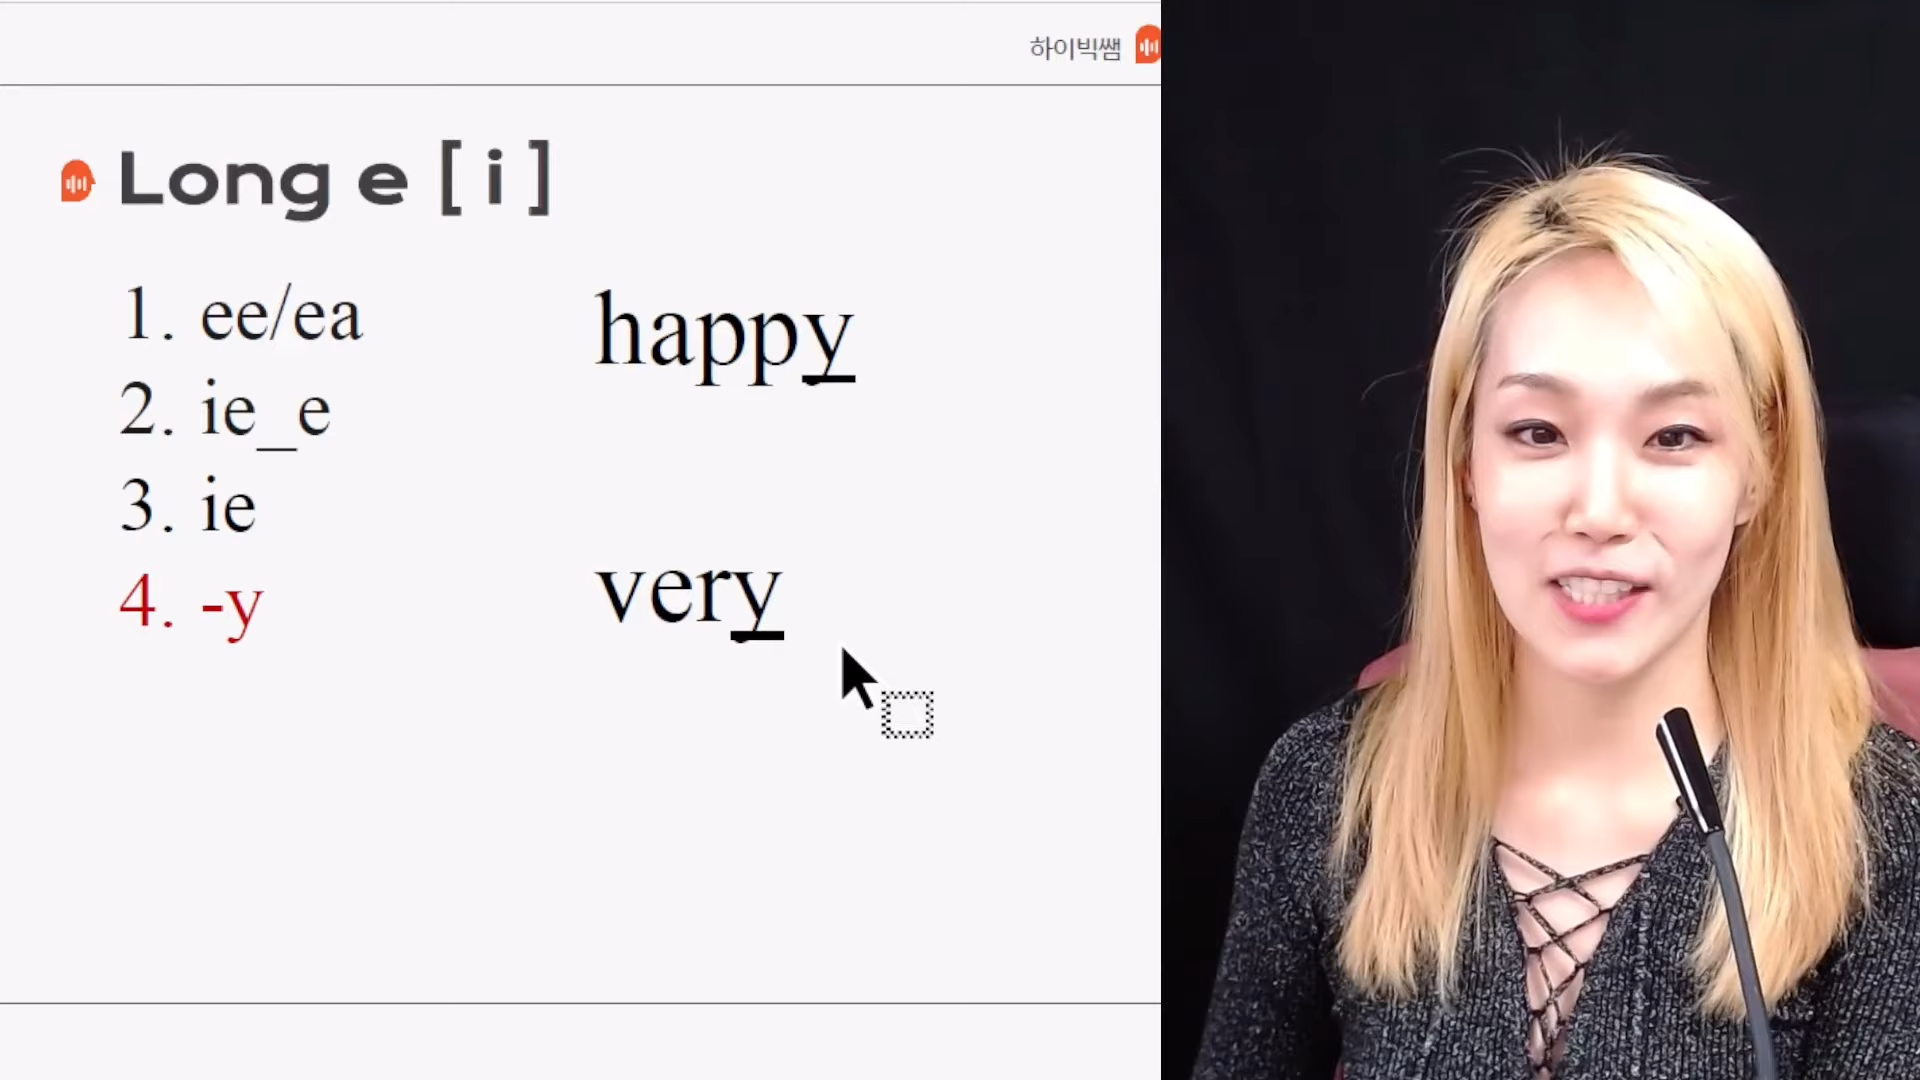 하이빅쌤
Long e [ i ]
1. ee/ea
2. ie_e
3. ie
4. -y
happy
very